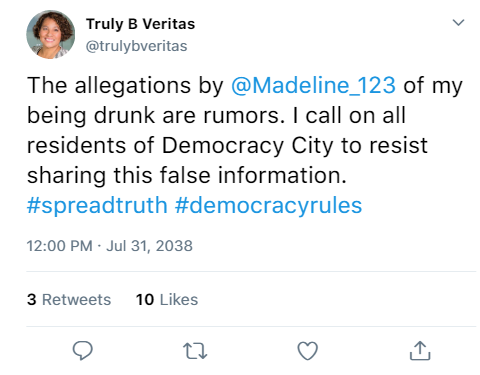 Truly B Veritas
@trulybveritas
The allegations by @Madeline_123 of my
being drunk are rumors. I call on all
residents of Democracy City to resist
sharing this false information.
#spreadtruth #democracyrules
12:00 PM · Jul 31, 2038
3 Retweets 10 Likes